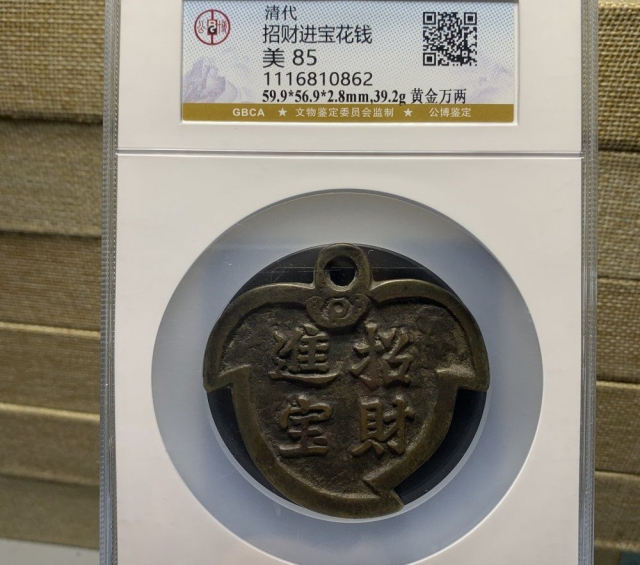 清代
招财进宝花钱
美 85
1116810862
59.9*56.9*2.8mm,39.2g 黄金万两
GBCA ★ 文物鉴定委员会监制 ★ 公博鉴定
招財
進宝